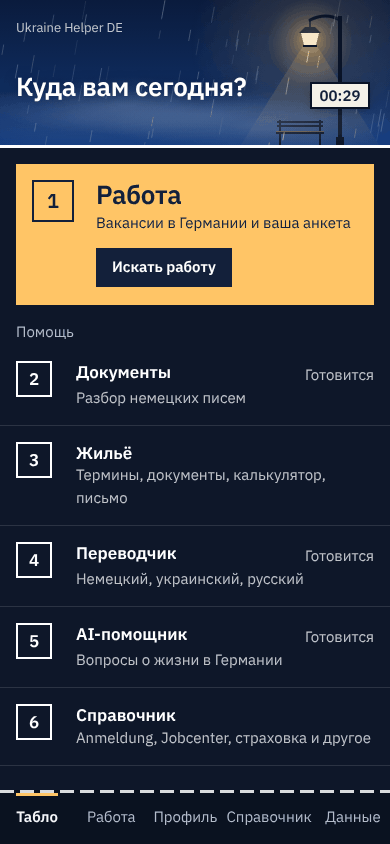 Ukraine Helper DE
Куда вам сегодня?
00:29
1
Работа
Вакансии в Германии и ваша анкета
Искать работу
Помощь
2
Документы
Готовится
Разбор немецких писем
3
Жильё
Термины, документы, калькулятор,
письмо
4
Переводчик
Готовится
Немецкий, украинский, русский
5
AI-помощник
Готовится
Вопросы о жизни в Германии
6
Справочник
Anmeldung, Jobcenter, страховка и другое
Табло Работа Профиль Справочник Данные